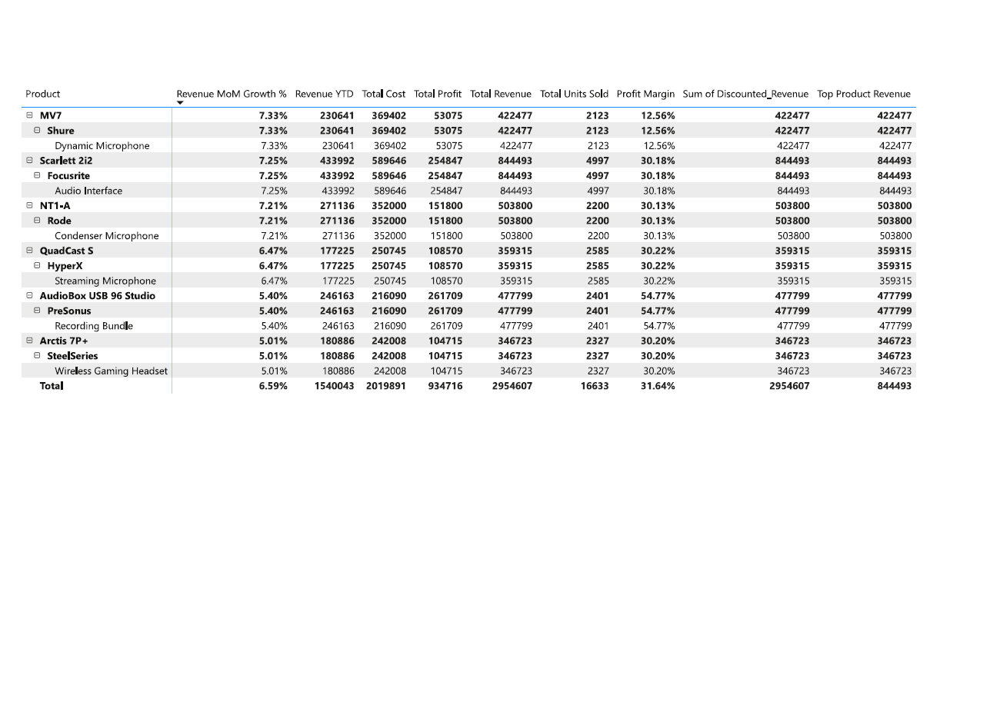 Product Revenue MoM Growth % Revenue YTD Total Cost Total Profit Total Revenue Total Units Sold Profit Margin Sum of Discounted_Revenue Top Product Revenue
MV7 7.33% 230641 369402 53075 422477 2123 12.56% 422477 422477
Shure 7.33% 230641 369402 53075 422477 2123 12.56% 422477 422477
Dynamic Microphone 7.33% 230641 369402 53075 422477 2123 12.56% 422477 422477
Scarlett 2i2 7.25% 433992 589646 254847 844493 4997 30.18% 844493 844493
Focusrite 7.25% 433992 589646 254847 844493 4997 30.18% 844493 844493
Audio Interface 7.25% 433992 589646 254847 844493 4997 30.18% 844493 844493
NT1-A 7.21% 271136 352000 151800 503800 2200 30.13% 503800 503800
Rode 7.21% 271136 352000 151800 503800 2200 30.13% 503800 503800
Condenser Microphone 7.21% 271136 352000 151800 503800 2200 30.13% 503800 503800
QuadCast S 6.47% 177225 250745 108570 359315 2585 30.22% 359315 359315
HyperX 6.47% 177225 250745 108570 359315 2585 30.22% 359315 359315
Streaming Microphone 6.47% 177225 250745 108570 359315 2585 30.22% 359315 359315
AudioBox USB 96 Studio 5.40% 246163 216090 261709 477799 2401 54.77% 477799 477799
PreSonus 5.40% 246163 216090 261709 477799 2401 54.77% 477799 477799
Recording Bundle 5.40% 246163 216090 261709 477799 2401 54.77% 477799 477799
Arctis 7P+ 5.01% 180886 242008 104715 346723 2327 30.20% 346723 346723
SteelSeries 5.01% 180886 242008 104715 346723 2327 30.20% 346723 346723
Wireless Gaming Headset 5.01% 180886 242008 104715 346723 2327 30.20% 346723 346723
Total 6.59% 1540043 2019891 934716 2954607 16633 31.64% 2954607 844493